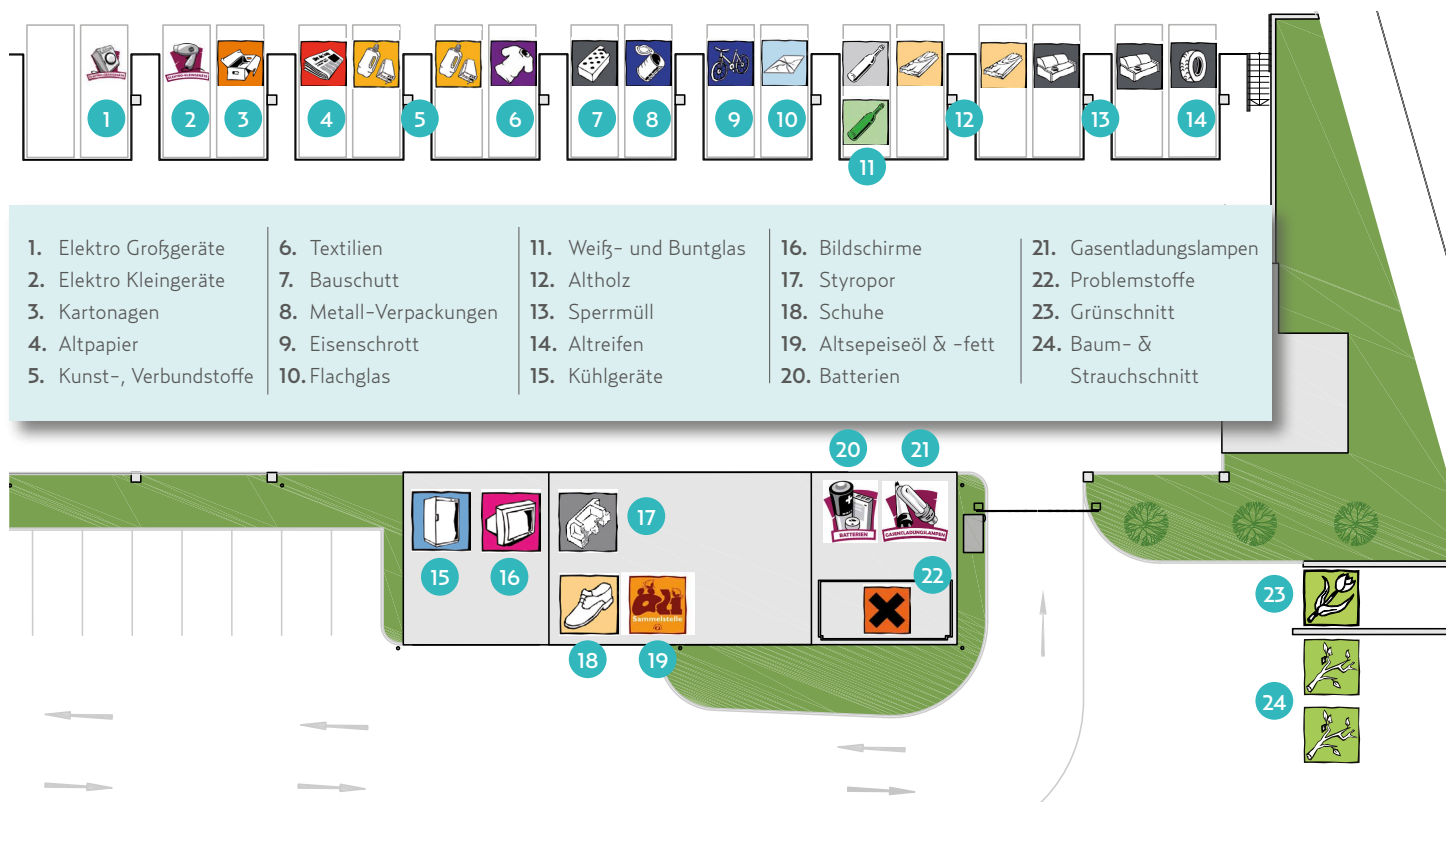 ELEKTRO-KLEINGERÄTE
1 2 3 4 5 6 7 8 9 10 11 12 13 14
1. Elektro Großgeräte
2. Elektro Kleingeräte
3. Kartonagen
4. Altpapier
5. Kunst-, Verbundstoffe
6. Textilien
7. Bauschutt
8. Metall-Verpackungen
9. Eisenschrott
10. Flachglas
11. Weiß- und Buntglas
12. Altholz
13. Sperrmüll
14. Altreifen
15. Kühlgeräte
16. Bildschirme
17. Styropor
18. Schuhe
19. Altsepeiseöl & -fett
20. Batterien
21. Gasentladungslampen
22. Problemstoffe
23. Grünschnitt
24. Baum- &
Strauchschnitt
20 21
BATTERIEN
GASENTLADUNGSLAMPEN
17
15 16
22
23
öli
Sammelstelle
18 19
24